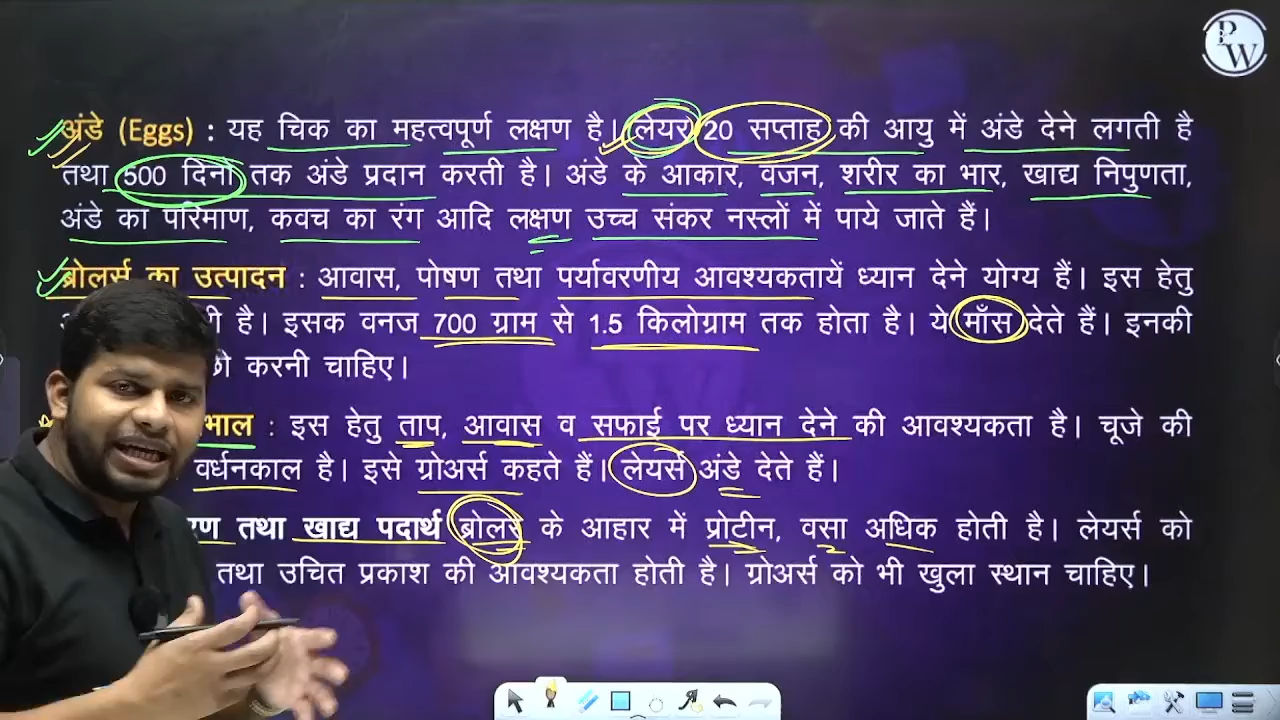 PW
अंडे (Eggs) : यह चिक का महत्वपूर्ण लक्षण है। लेयर 20 सप्ताह की आयु में अंडे देने लगती है
तथा 500 दिनों तक अंडे प्रदान करती है। अंडे के आकार, वजन, शरीर का भार, खाद्य निपुणता,
अंडे का परिमाण, कवच का रंग आदि लक्षण उच्च संकर नस्लों में पाये जाते हैं।
ब्रोलर्स का उत्पादन : आवास, पोषण तथा पर्यावरणीय आवश्यकतायें ध्यान देने योग्य हैं। इस हेतु
है। इसक वनज 700 ग्राम से 1.5 किलोग्राम तक होता है। ये माँस देते हैं। इनकी
करनी चाहिए।
भाल : इस हेतु ताप, आवास व सफाई पर ध्यान देने की आवश्यकता है। चूजे की
वर्धनकाल है। इसे ग्रोअर्स कहते हैं। लेयर्स अंडे देते हैं।
तथा खाद्य पदार्थ ब्रोलर के आहार में प्रोटीन, वसा अधिक होती है। लेयर्स को
तथा उचित प्रकाश की आवश्यकता होती है। ग्रोअर्स को भी खुला स्थान चाहिए।